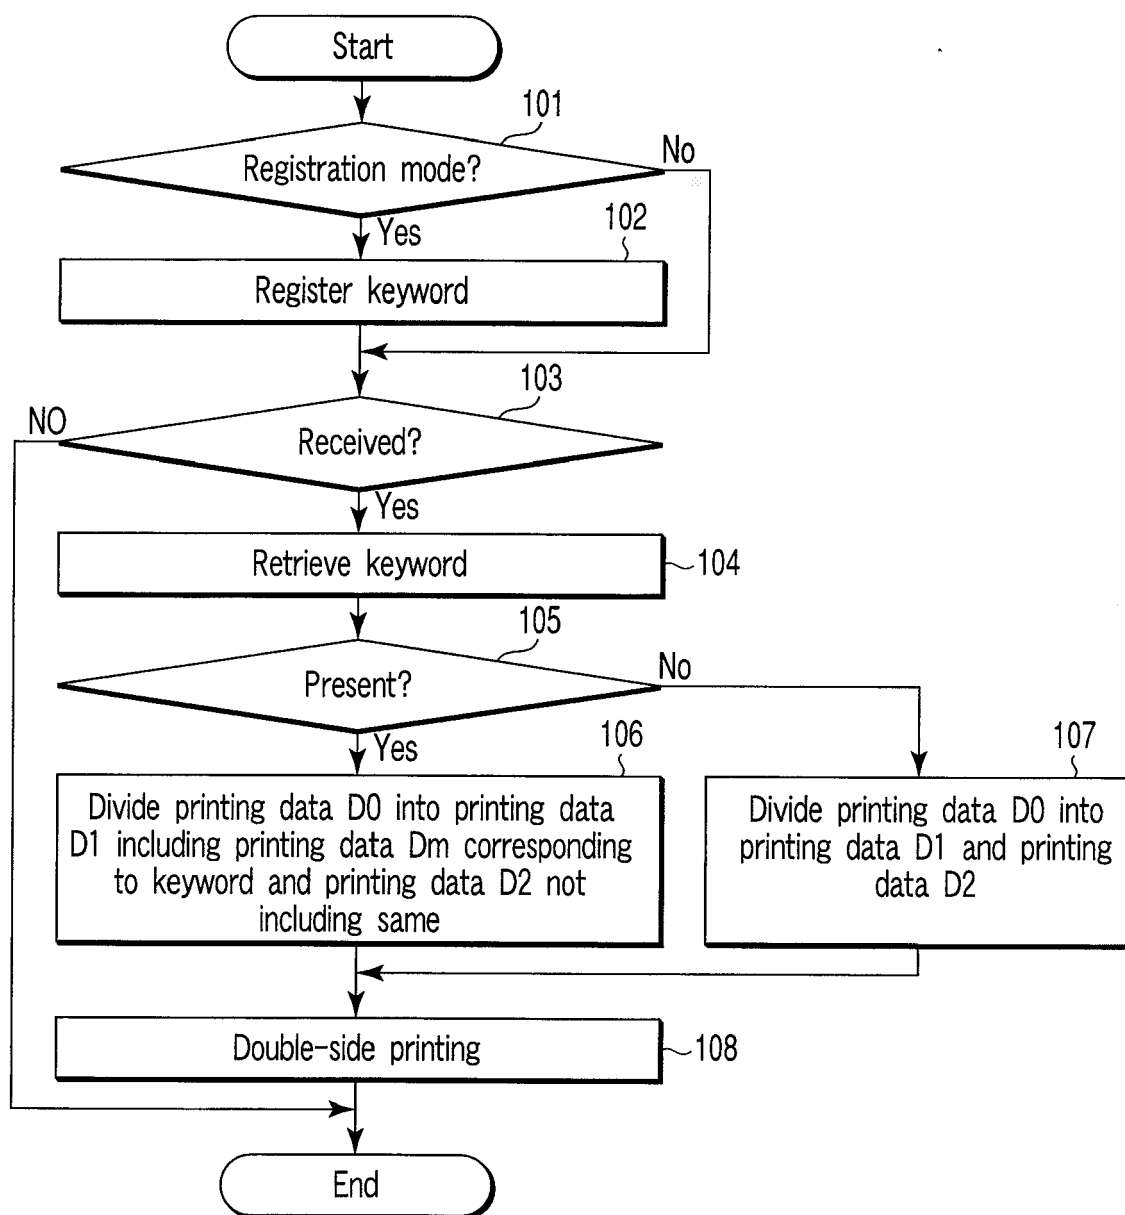 Start
101
Registration mode?
No
Yes
102
Register keyword
103
NO
Received?
Yes
Retrieve keyword
104
105
Present?
No
Yes
106
107
Divide printing data D0 into printing data
D1 including printing data Dm corresponding
to keyword and printing data D2 not
including same
Divide printing data D0 into
printing data D1 and printing
data D2
Double-side printing
108
End